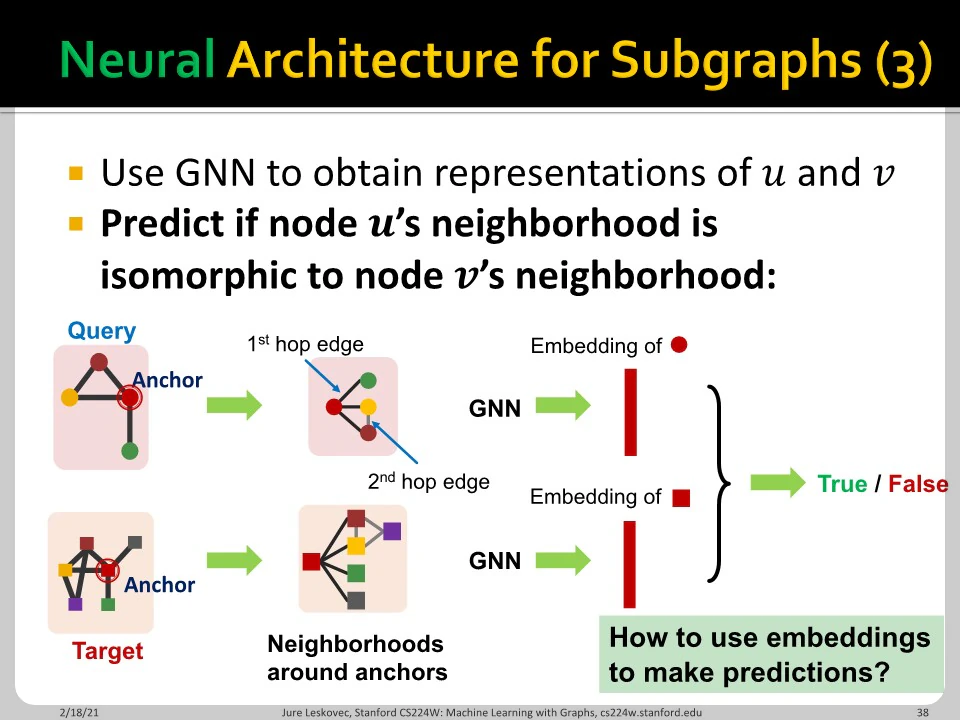 Neural Architecture for Subgraphs (3)
Use GNN to obtain representations of 𝑢 and 𝑣
Predict if node 𝒖’s neighborhood is
isomorphic to node 𝒗’s neighborhood:
Query
Anchor
1st hop edge
2nd hop edge
GNN
Embedding of
Embedding of
GNN
True / False
Anchor
Target
Neighborhoods
around anchors
How to use embeddings
to make predictions?
2/18/21
Jure Leskovec, Stanford CS224W: Machine Learning with Graphs, cs224w.stanford.edu
38